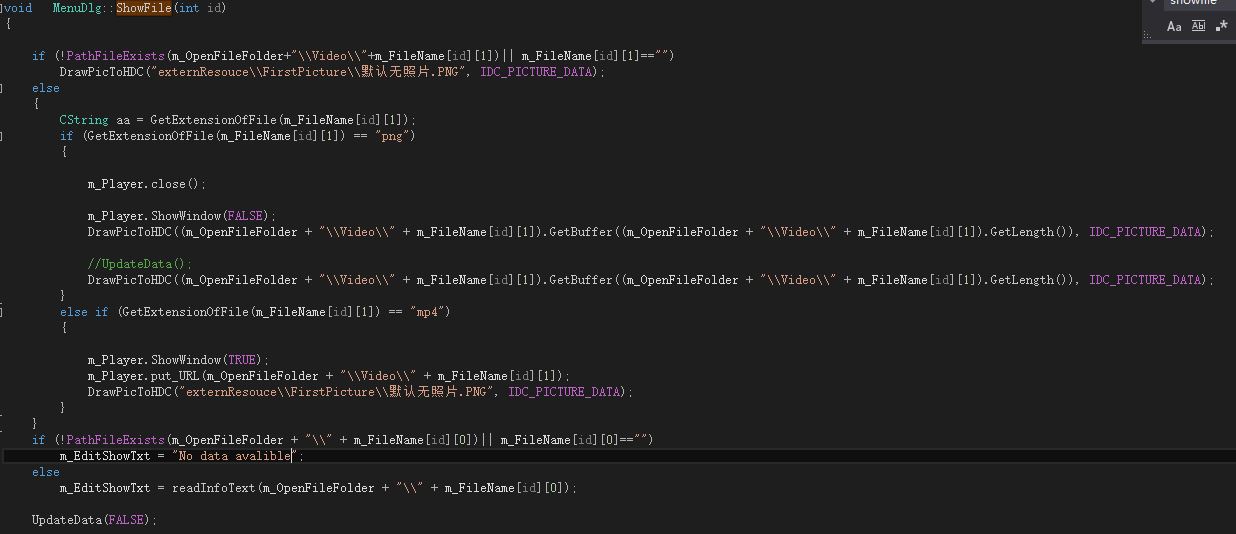 void MenuDlg::ShowFile(int id)
showfile
{
Aa Ab .*
if (!PathFileExists(m_OpenFileFolder+"\\Video\\"+m_FileName[id][1])|| m_FileName[id][1]=="")
DrawPicToHDC("externResouce\\FirstPicture\\默认无照片.PNG", IDC_PICTURE_DATA);
else
{
CString aa = GetExtensionOfFile(m_FileName[id][1]);
if (GetExtensionOfFile(m_FileName[id][1]) == "png")
{
m_Player.close();
m_Player.ShowWindow(FALSE);
DrawPicToHDC((m_OpenFileFolder + "\\Video\\" + m_FileName[id][1]).GetBuffer((m_OpenFileFolder + "\\Video\\" + m_FileName[id][1]).GetLength()), IDC_PICTURE_DATA);
//UpdateData();
DrawPicToHDC((m_OpenFileFolder + "\\Video\\" + m_FileName[id][1]).GetBuffer((m_OpenFileFolder + "\\Video\\" + m_FileName[id][1]).GetLength()), IDC_PICTURE_DATA);
}
else if (GetExtensionOfFile(m_FileName[id][1]) == "mp4")
{
m_Player.ShowWindow(TRUE);
m_Player.put_URL(m_OpenFileFolder + "\\Video\\" + m_FileName[id][1]);
DrawPicToHDC("externResouce\\FirstPicture\\默认无照片.PNG", IDC_PICTURE_DATA);
}
}
if (!PathFileExists(m_OpenFileFolder + "\\" + m_FileName[id][0])|| m_FileName[id][0]=="")
m_EditShowTxt = "No data avalible";
else
m_EditShowTxt = readInfoText(m_OpenFileFolder + "\\" + m_FileName[id][0]);
UpdateData(FALSE);